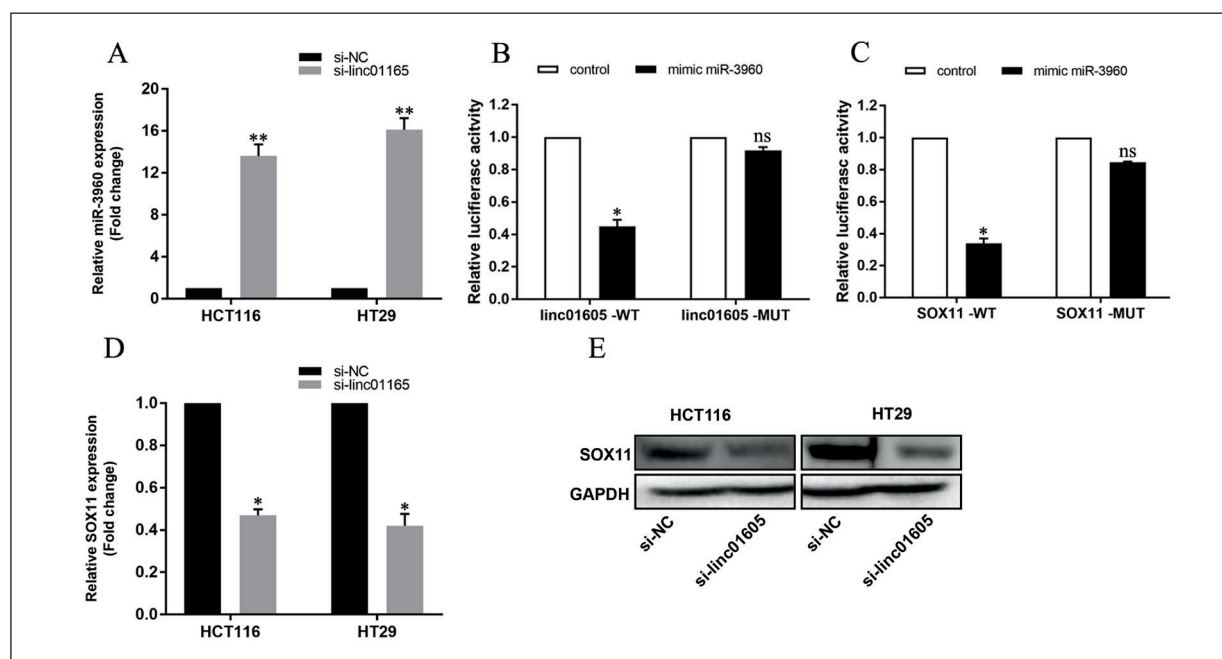 A
si-NC
si-linc01165
Relative miR-3960 expression
(Fold change)
20
16
12
8
4
0
**
**
HCT116
HT29
B
control
mimic miR-3960
Relative lucifierasc acitvity
1.2
1.0
0.8
0.6
0.4
0.2
0.0
*
ns
linc01605 -WT
linc01605 -MUT
C
control
mimic miR-3960
Relative lucifierasc acitvity
1.2
1.0
0.8
0.6
0.4
0.2
0.0
*
ns
SOX11 -WT
SOX11 -MUT
D
si-NC
si-linc01165
Relative SOX11 expression
(Fold change)
1.0
0.8
0.6
0.4
0.2
0.0
*
*
HCT116
HT29
E
HCT116
HT29
SOX11
GAPDH
si-NC
si-linc01605
si-NC
si-linc01605